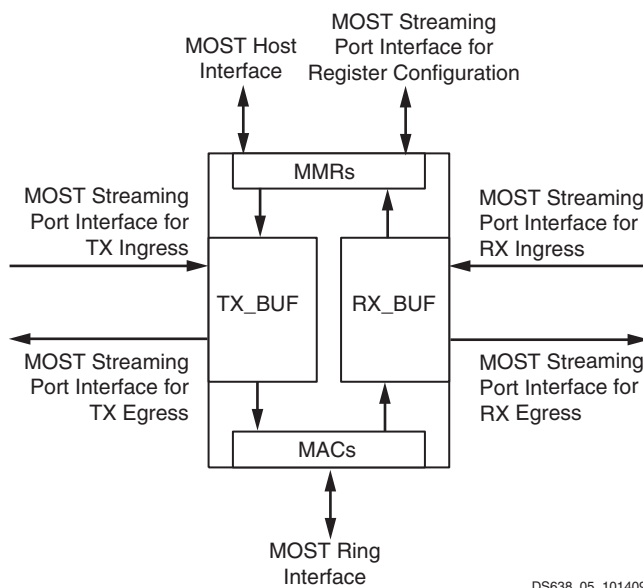 MOST Host
Interface
MOST Streaming
Port Interface for
Register Configuration
MMRs
MOST Streaming
Port Interface for
TX Ingress
MOST Streaming
Port Interface for
RX Ingress
TX_BUF
RX_BUF
MOST Streaming
Port Interface for
TX Egress
MOST Streaming
Port Interface for
RX Egress
MACs
MOST Ring
Interface
DS638_05_101409